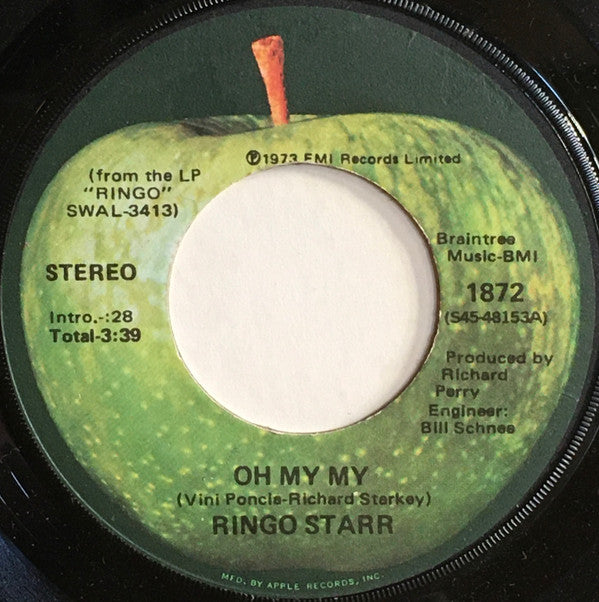 ℗1973 EMI Records Limited
(from the LP
"RINGO"
SWAL-3413)
STEREO
Intro.-:28
Total-3:39
Braintree
Music-BMI
1872
(S45-48153A)
Produced by
Richard
Perry
Engineer:
Bill Schnee
OH MY MY
(Vini Poncia-Richard Starkey)
RINGO STARR
MFD. BY APPLE RECORDS, INC.